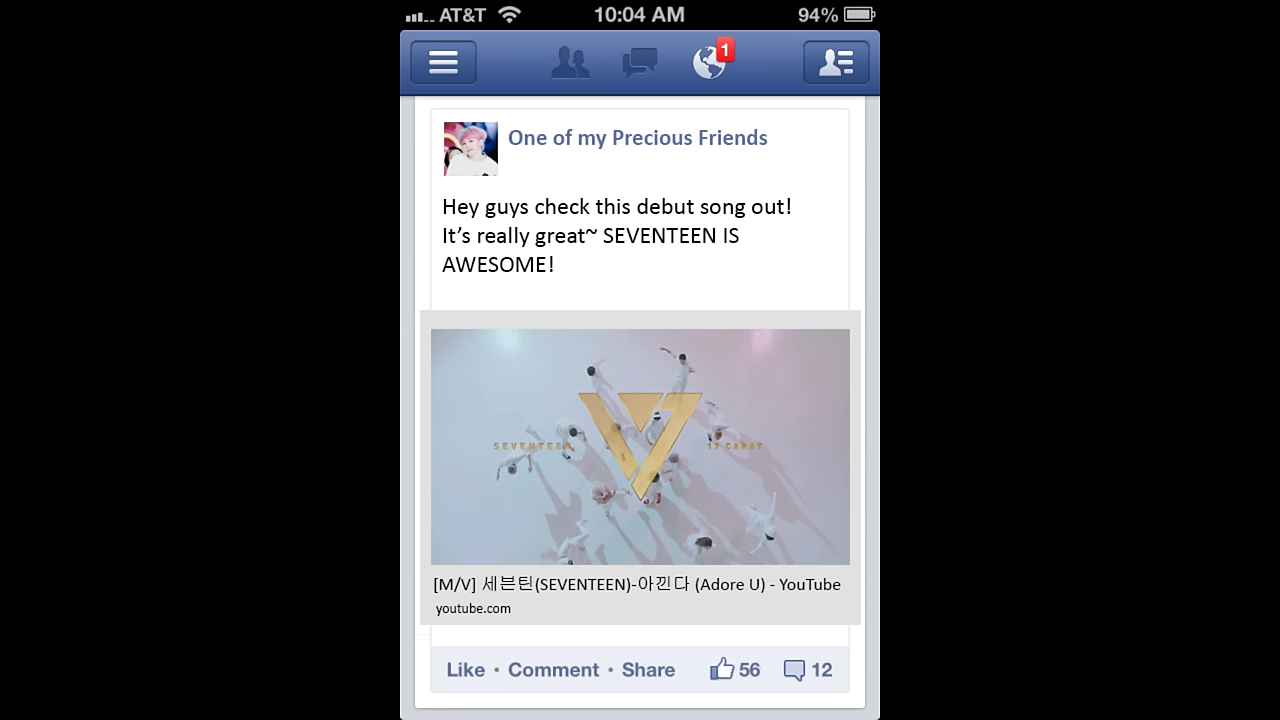 AT&T 10:04 AM 94%
1
One of my Precious Friends
Hey guys check this debut song out!
It’s really great~ SEVENTEEN IS
AWESOME!
SEVENTEEN 17 CARAT
[M/V] 세븐틴(SEVENTEEN)-아낀다 (Adore U) - YouTube
youtube.com
Like · Comment · Share 56 12